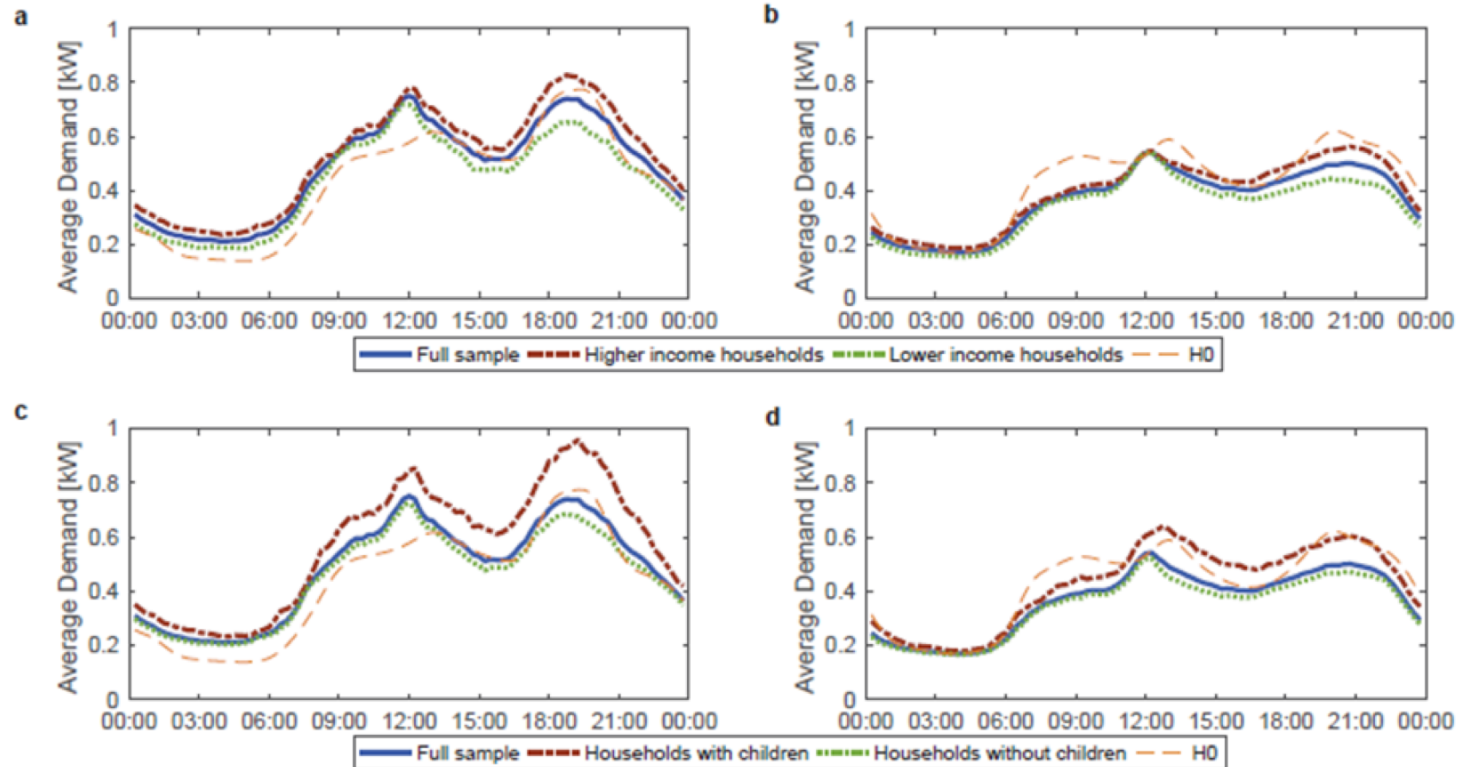 a
b
Average Demand [kW]
1
0.8
0.6
0.4
0.2
0
00:00 03:00 06:00 09:00 12:00 15:00 18:00 21:00 00:00
Average Demand [kW]
1
0.8
0.6
0.4
0.2
0
00:00 03:00 06:00 09:00 12:00 15:00 18:00 21:00 00:00
Full sample Higher income households Lower income households H0
c
d
Average Demand [kW]
1
0.8
0.6
0.4
0.2
0
00:00 03:00 06:00 09:00 12:00 15:00 18:00 21:00 00:00
Average Demand [kW]
1
0.8
0.6
0.4
0.2
0
00:00 03:00 06:00 09:00 12:00 15:00 18:00 21:00 00:00
Full sample Households with children Households without children H0